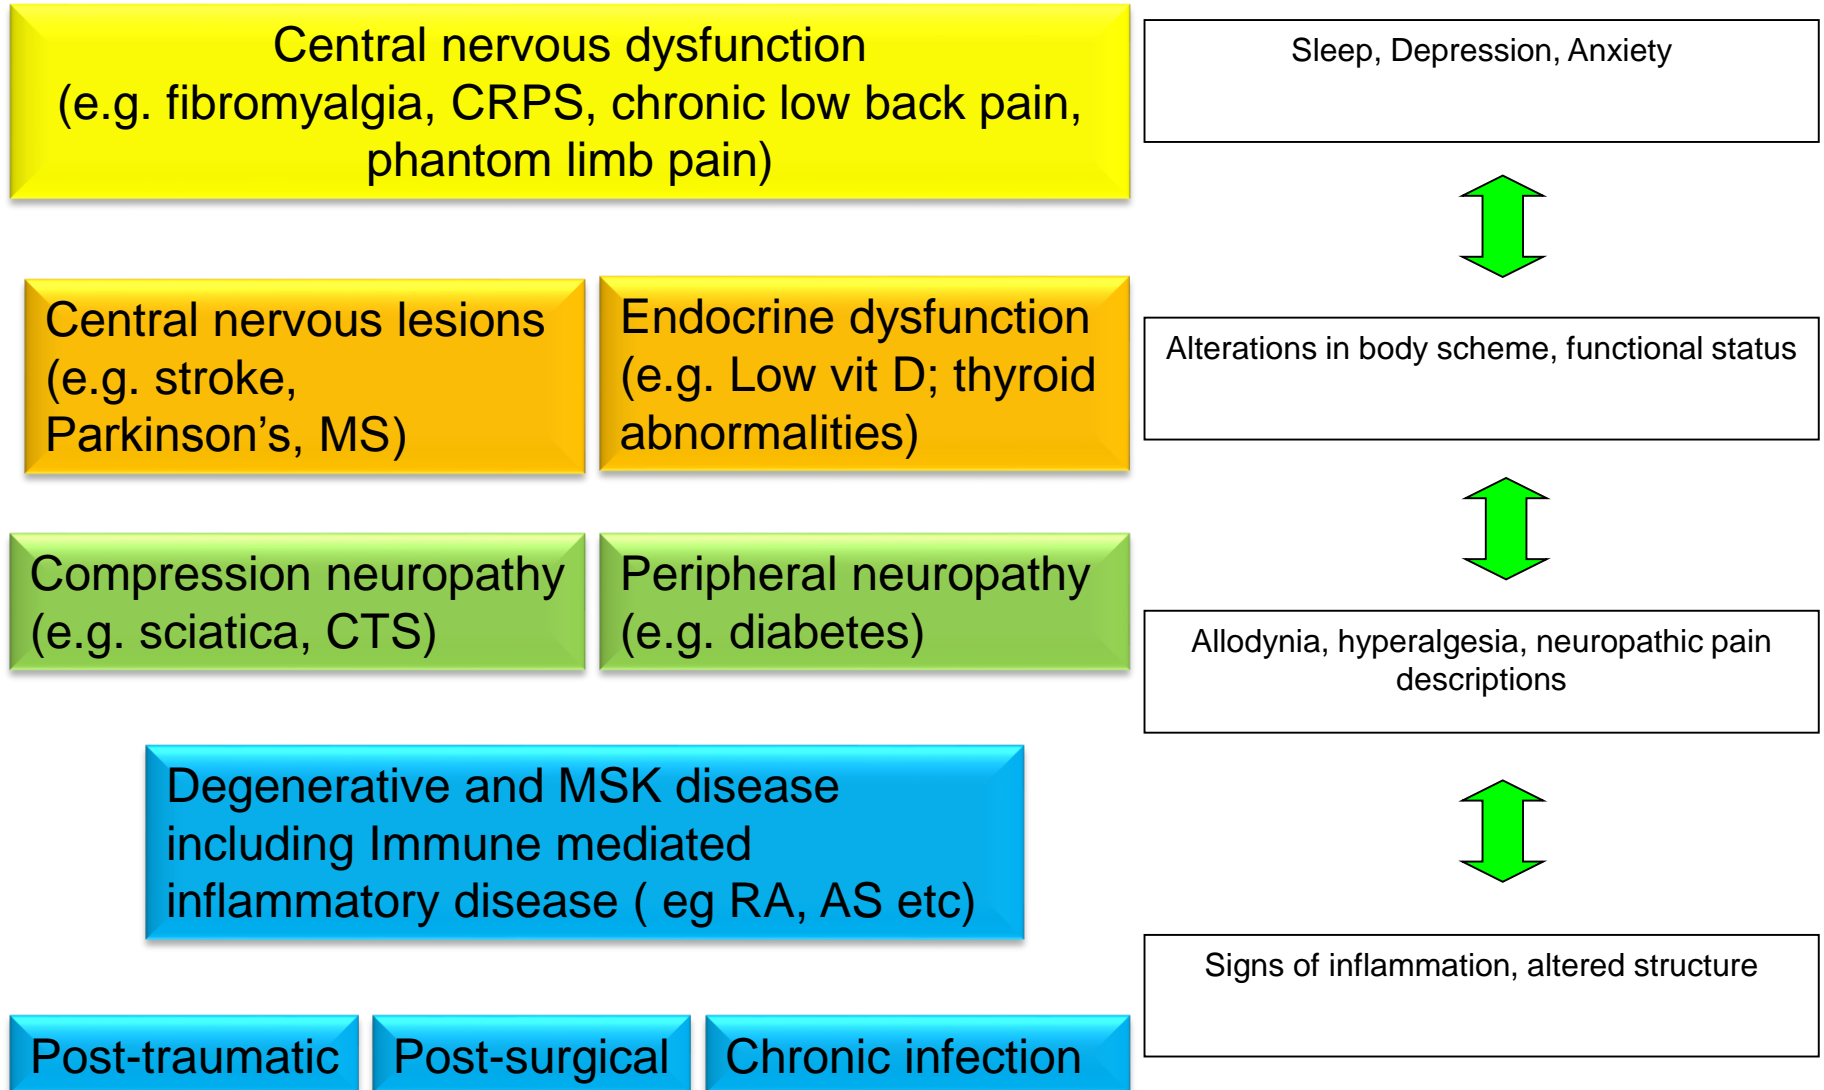 Central nervous dysfunction
(e.g. fibromyalgia, CRPS, chronic low back pain,
phantom limb pain)
Sleep, Depression, Anxiety
Central nervous lesions
(e.g. stroke,
Parkinson’s, MS)
Endocrine dysfunction
(e.g. Low vit D; thyroid
abnormalities)
Alterations in body scheme, functional status
Compression neuropathy
(e.g. sciatica, CTS)
Peripheral neuropathy
(e.g. diabetes)
Allodynia, hyperalgesia, neuropathic pain
descriptions
Degenerative and MSK disease
including Immune mediated
inflammatory disease ( eg RA, AS etc)
Signs of inflammation, altered structure
Post-traumatic
Post-surgical
Chronic infection